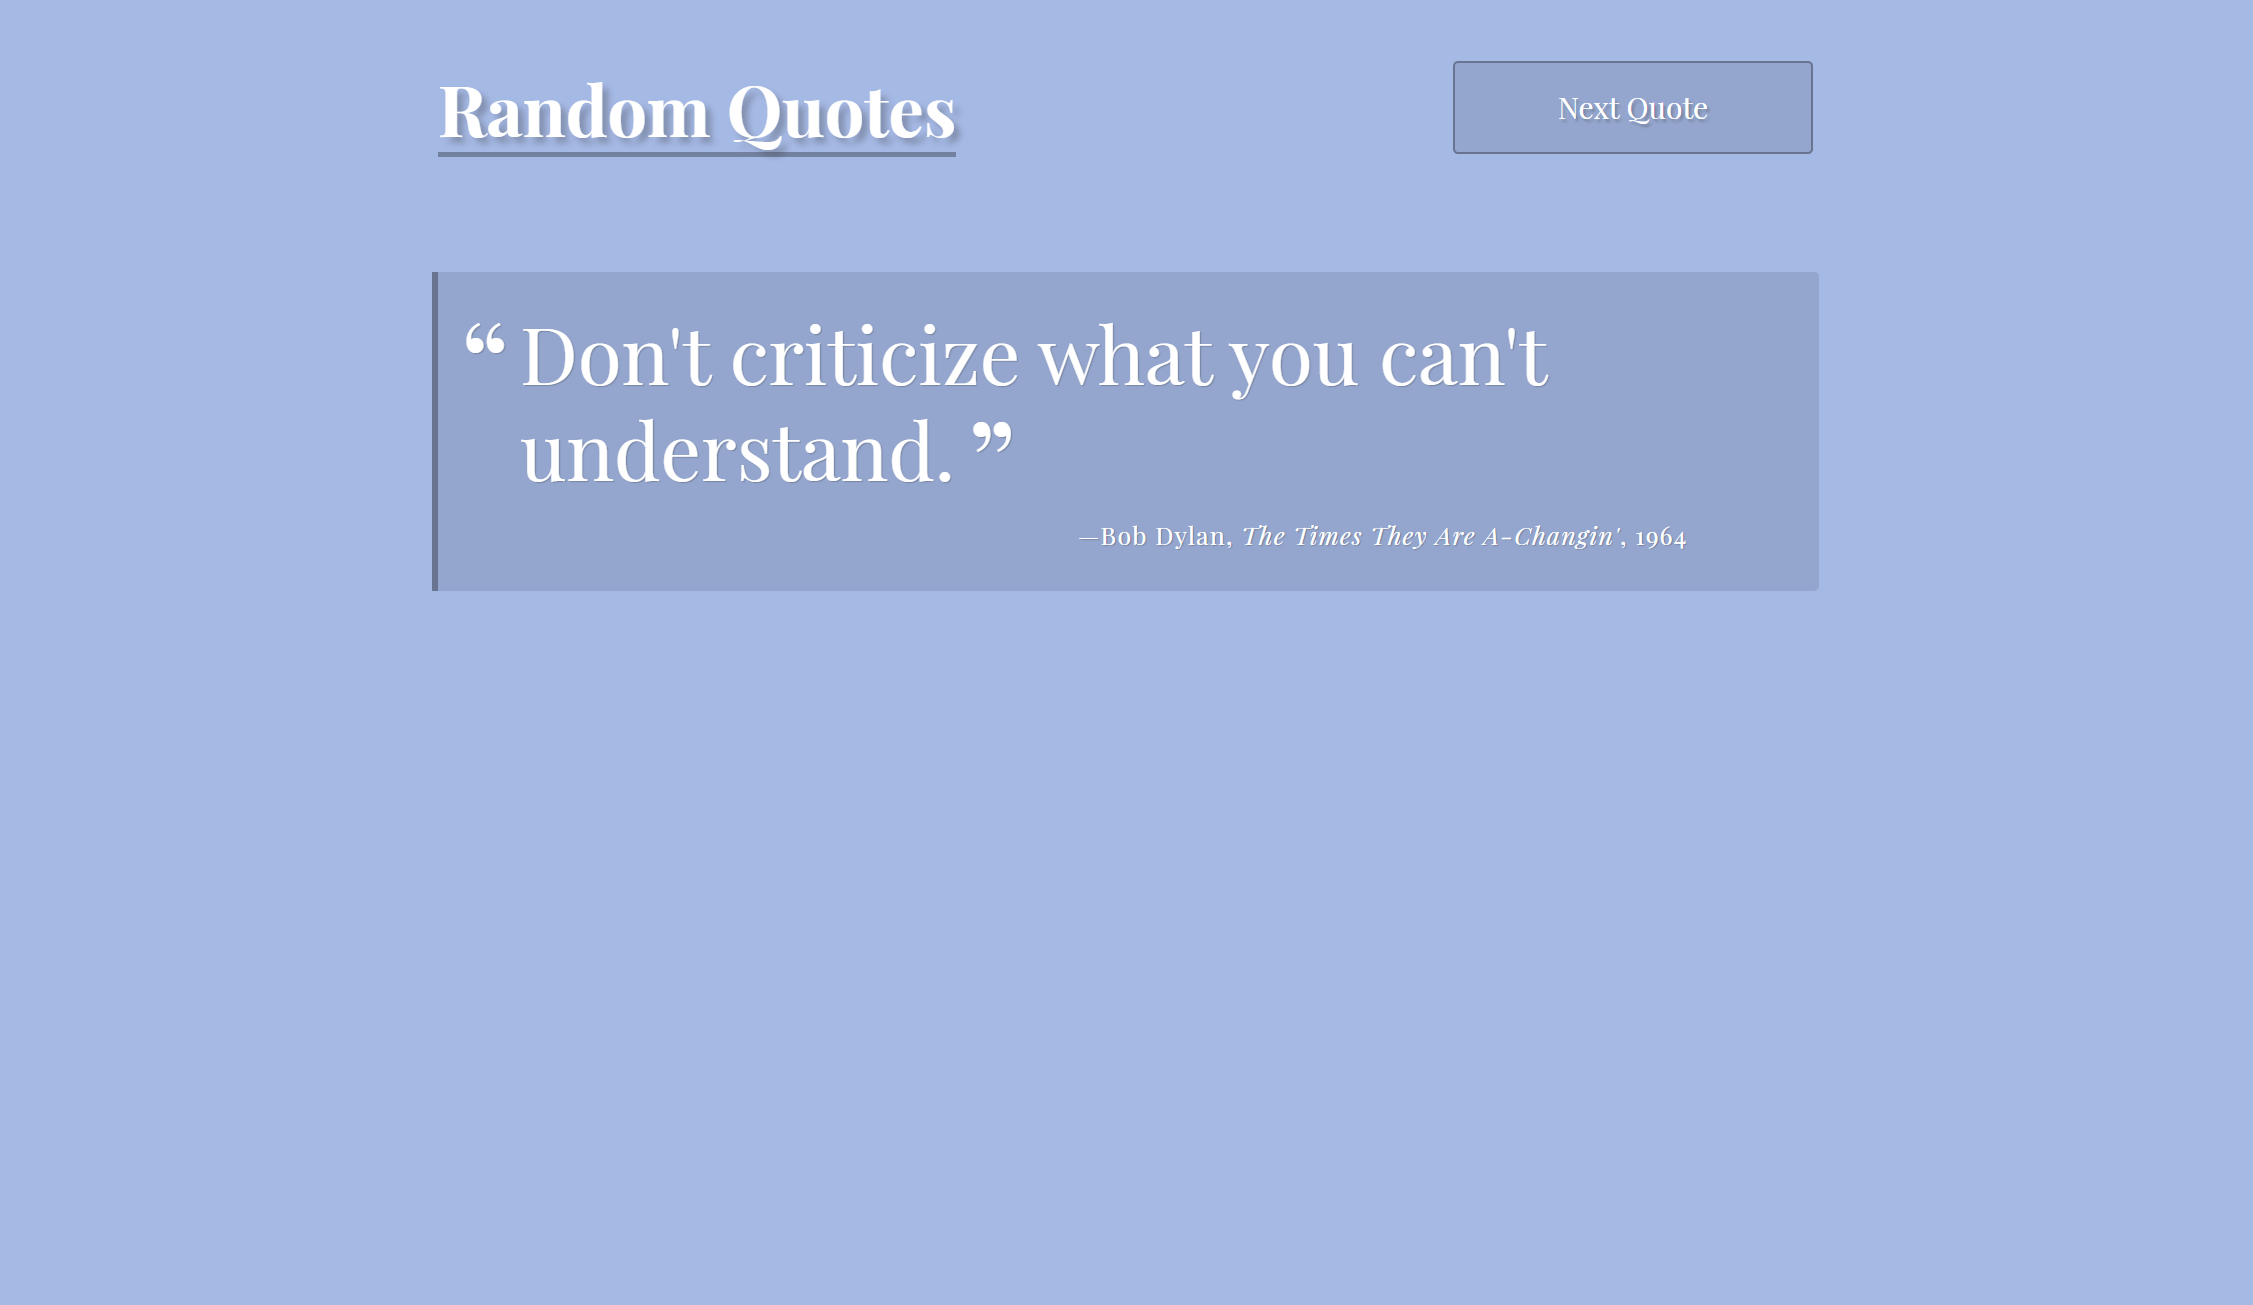 Random Quotes
Next Quote
“ Don't criticize what you can't
understand. ”
—Bob Dylan, The Times They Are A-Changin', 1964